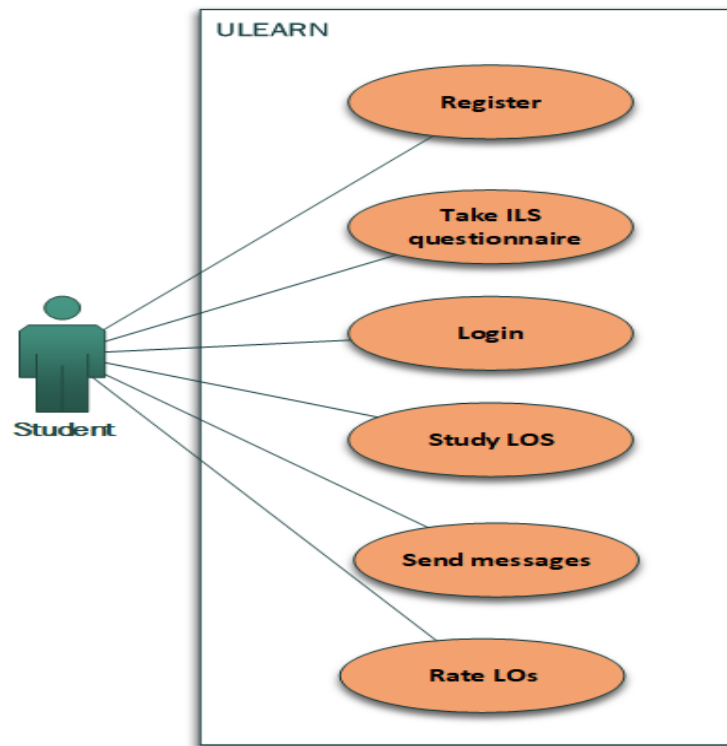 ULEARN
Register
Take ILS
questionnaire
Login
Study LOS
Student
Send messages
Rate LOs